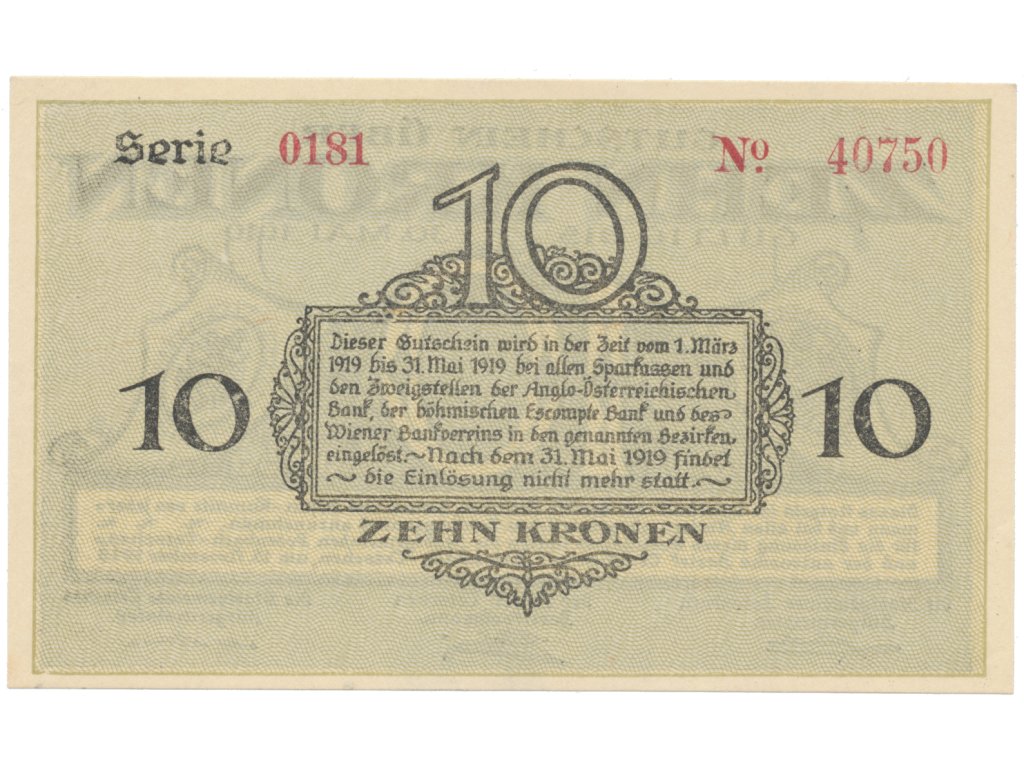 Serie 0181 No. 40750
10
Dieser Gutschein wird in der Zeit vom 1. März
1919 bis 31. Mai 1919 bei allen Sparkassen und
den Zweigstellen der Anglo-Österreichischen
Bank, der böhmischen Escompte Bank und des
Wiener Bankvereins in den genannten Bezirken
eingelöst.~Nach dem 31. Mai 1919 findet
~ die Einlösung nicht mehr statt. ~
10 10
ZEHN KRONEN